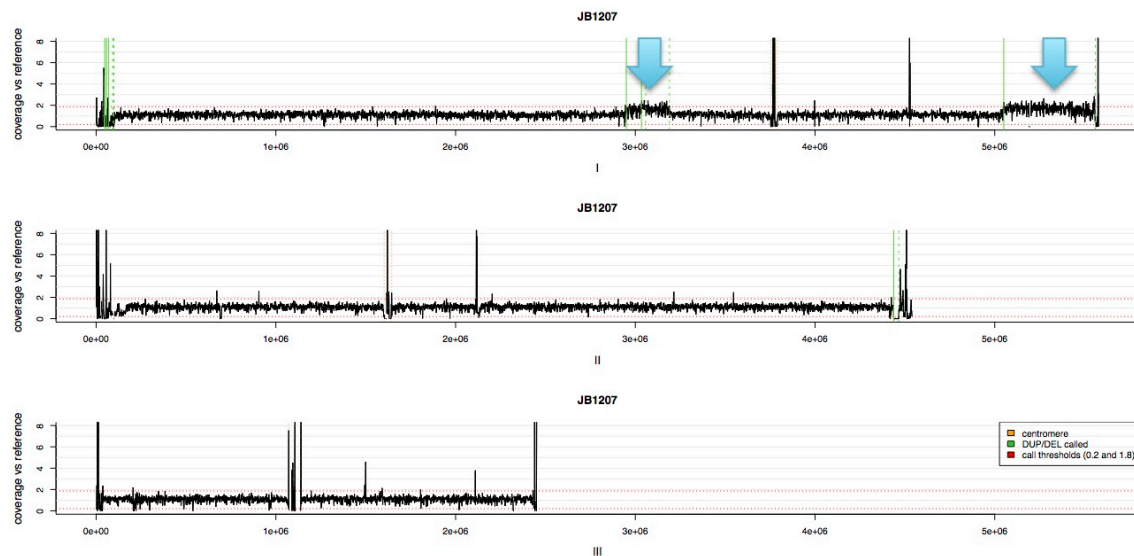 JB1207
coverage vs reference
8
6
4
2
0
0e+00 1e+06 2e+06 3e+06 4e+06 5e+06
I
JB1207
coverage vs reference
8
6
4
2
0
0e+00 1e+06 2e+06 3e+06 4e+06 5e+06
II
JB1207
coverage vs reference
8
6
4
2
0
centromere
DUP/DEL called
call thresholds (0.2 and 1.8)
0e+00 1e+06 2e+06 3e+06 4e+06 5e+06
III